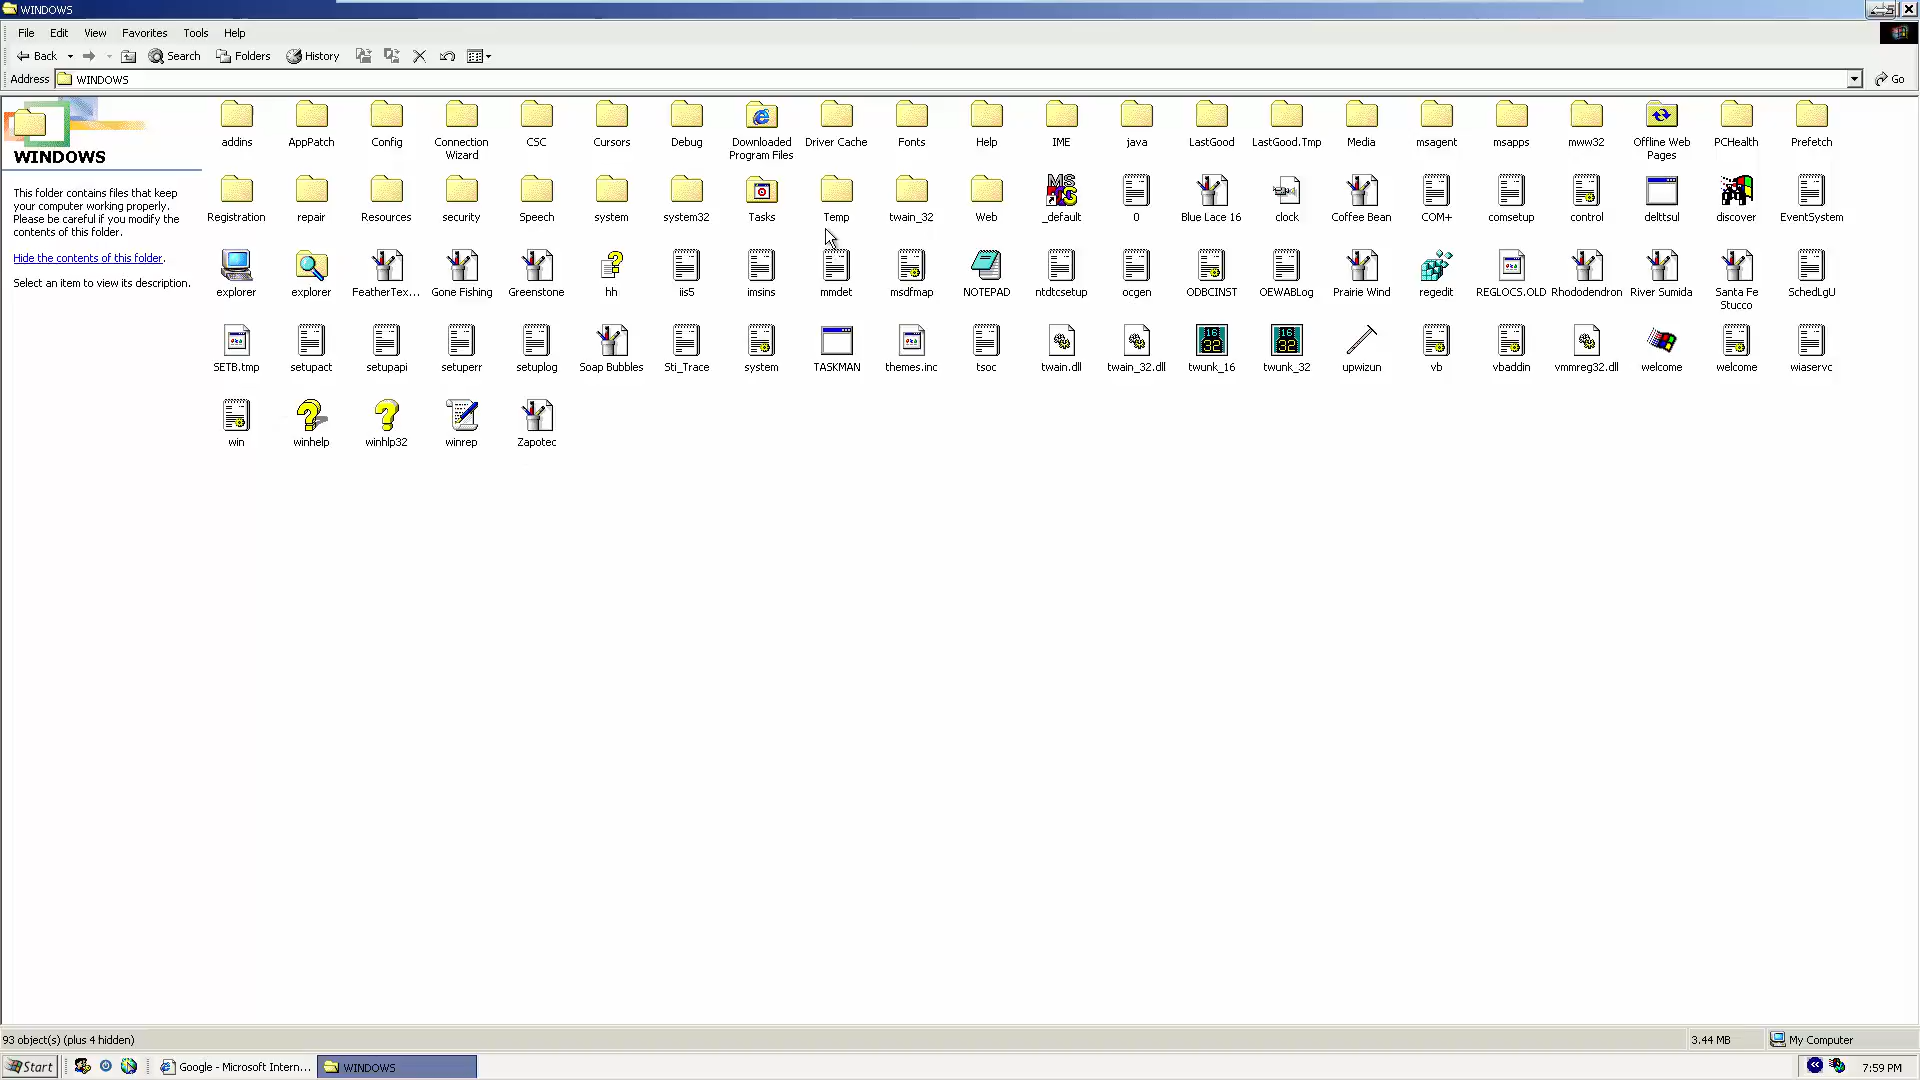 WINDOWS
File Edit View Favorites Tools Help
Back Search Folders History
Address WINDOWS Go
WINDOWS
This folder contains files that keep
your computer working properly.
Please be careful if you modify the
contents of this folder.
Hide the contents of this folder.
Select an item to view its description.
addins AppPatch Config Connection Wizard CSC Cursors Debug Downloaded Program Files Driver Cache Fonts Help IME java LastGood LastGood.Tmp Media msagent msapps mww32 Offline Web Pages PCHealth Prefetch
Registration repair Resources security Speech system system32 Tasks Temp twain_32 Web _default 0 Blue Lace 16 clock Coffee Bean COM+ comsetup control delttsul discover EventSystem
explorer explorer FeatherTex... Gone Fishing Greenstone hh iis5 imsins mmdet msdfmap NOTEPAD ntdtcsetup ocgen ODBCINST OEWABLog Prairie Wind regedit REGLOCS.OLD Rhododendron River Sumida Santa Fe Stucco SchedLgU
SETB.tmp setupact setupapi setuperr setuplog Soap Bubbles Sti_Trace system TASKMAN themes.inc tsoc twain.dll twain_32.dll twunk_16 twunk_32 upwizun vb vbaddin vmmreg32.dll welcome welcome wiaservc
win winhelp winhlp32 winrep Zapotec
93 object(s) (plus 4 hidden) 3.44 MB My Computer
Start Google - Microsoft Intern... WINDOWS 7:59 PM